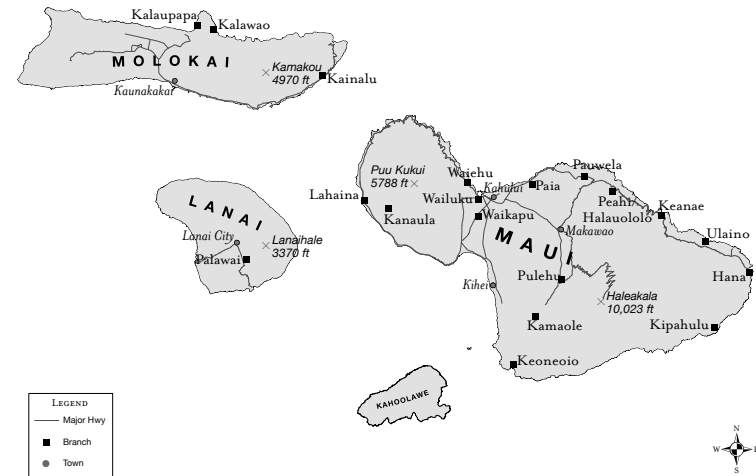 Kalaupapa
Kalawao
MOLOKAI
Kamakou
4970 ft
Kainalu
Kaunakakai
Puu Kukui
5788 ft
Waiehu
Pauwela
Kahului
Paia
Lahaina
Wailuku
Peahi/
Halauololo
Keanae
Kanaula
Waikapu
LANAI
Makawao
Ulaino
Lanai City
Lanaihale
3370 ft
MAUI
Palawai
Pulehu
Hana
Kihei
Haleakala
10,023 ft
Kamaole
Kipahulu
Keoneoio
KAHOOLAWE
LEGEND
Major Hwy
Branch
Town
N
W
S